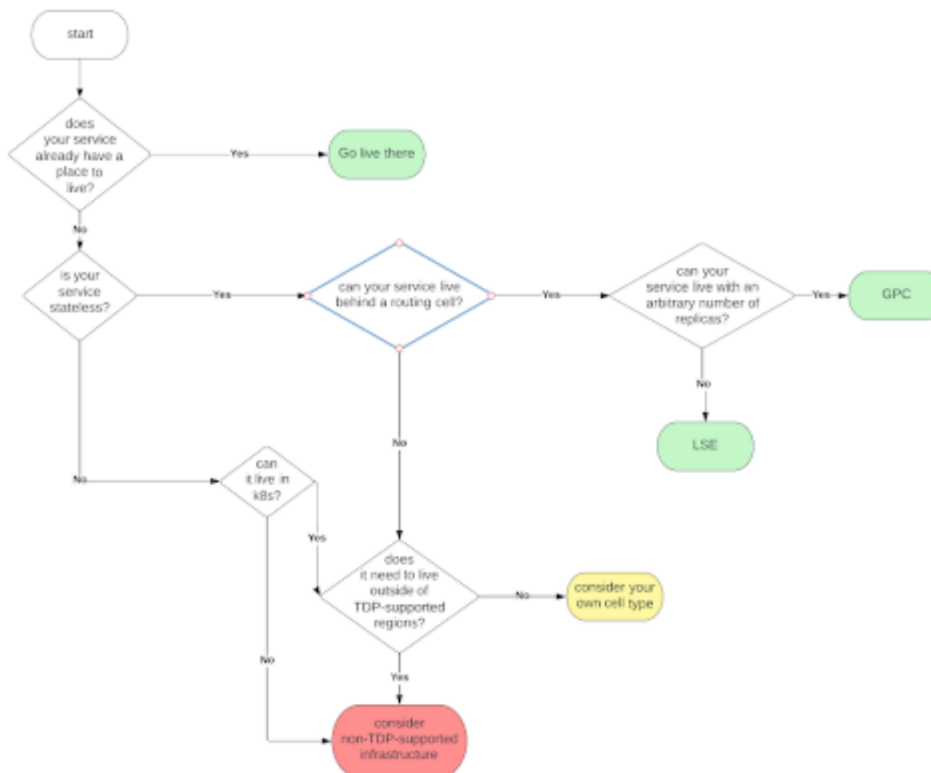 start
does
your service
already have a
place to
live?
Yes
Go live there
No
is your
service
stateless?
Yes
can your service live
behind a routing cell?
Yes
can your
service live with an
arbitrary number of
replicas?
Yes
GPC
No
LSE
No
can
it live in
k8s?
No
Yes
does
it need to live
outside of
TDP-supported
regions?
No
consider your
own cell type
No
Yes
consider
non-TDP-supported
infrastructure